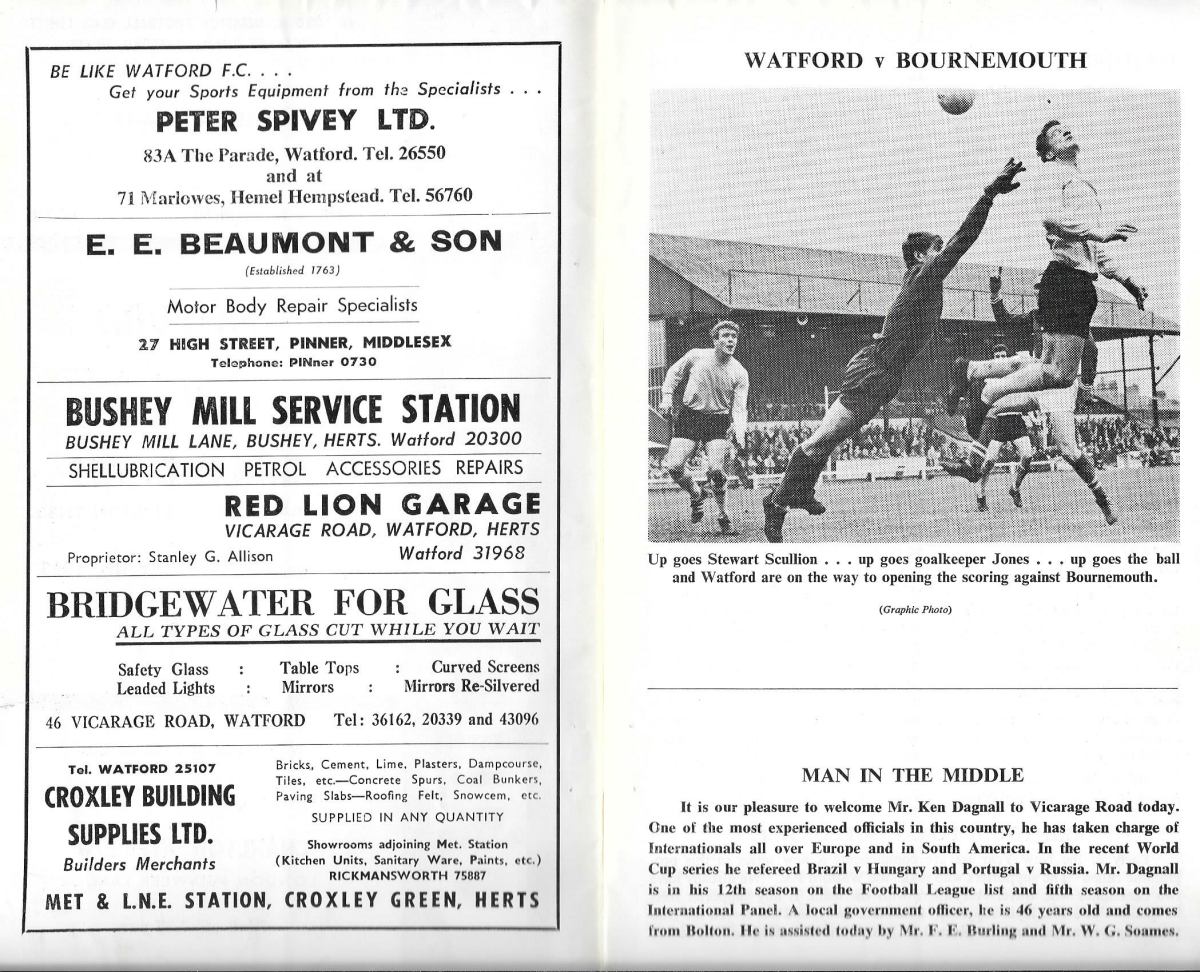 BE LIKE WATFORD F.C. . . .
Get your Sports Equipment from the Specialists . . .
PETER SPIVEY LTD.
83A The Parade, Watford. Tel. 26550
and at
71 Marlowes, Hemel Hempstead. Tel. 56760
E. E. BEAUMONT & SON
(Established 1763)
Motor Body Repair Specialists
27 HIGH STREET, PINNER, MIDDLESEX
Telephone: PINner 0730
BUSHEY MILL SERVICE STATION
BUSHEY MILL LANE, BUSHEY, HERTS. Watford 20300
SHELLUBRICATION PETROL ACCESSORIES REPAIRS
RED LION GARAGE
VICARAGE ROAD, WATFORD, HERTS
Proprietor: Stanley G. Allison Watford 31968
BRIDGEWATER FOR GLASS
ALL TYPES OF GLASS CUT WHILE YOU WAIT
Safety Glass : Table Tops : Curved Screens
Leaded Lights : Mirrors : Mirrors Re-Silvered
46 VICARAGE ROAD, WATFORD Tel: 36162, 20339 and 43096
Tel. WATFORD 25107
CROXLEY BUILDING
SUPPLIES LTD.
Builders Merchants
Bricks, Cement, Lime, Plasters, Dampcourse,
Tiles, etc.—Concrete Spurs, Coal Bunkers,
Paving Slabs—Roofing Felt, Snowcem, etc.
SUPPLIED IN ANY QUANTITY
Showrooms adjoining Met. Station
(Kitchen Units, Sanitary Ware, Paints, etc.)
RICKMANSWORTH 75887
MET & L.N.E. STATION, CROXLEY GREEN, HERTS
WATFORD v BOURNEMOUTH
Up goes Stewart Scullion . . . up goes goalkeeper Jones . . . up goes the ball
and Watford are on the way to opening the scoring against Bournemouth.
(Graphic Photo)
MAN IN THE MIDDLE
It is our pleasure to welcome Mr. Ken Dagnall to Vicarage Road today.
One of the most experienced officials in this country, he has taken charge of
Internationals all over Europe and in South America. In the recent World
Cup series he refereed Brazil v Hungary and Portugal v Russia. Mr. Dagnall
is in his 12th season on the Football League list and fifth season on the
International Panel. A local government officer, he is 46 years old and comes
from Bolton. He is assisted today by Mr. F. E. Burling and Mr. W. G. Soames.